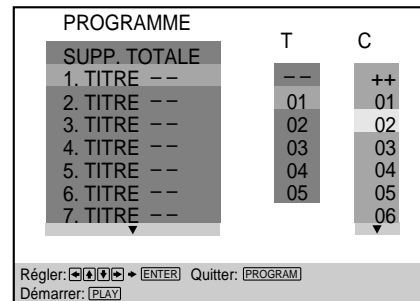 PROGRAMME
T C
SUPP. TOTALE
1. TITRE – – – – ++
2. TITRE – – 01 01
3. TITRE – – 02 02
4. TITRE – – 03 03
5. TITRE – – 04 04
6. TITRE – – 05 05
7. TITRE – – 06
Régler: ENTER Quitter: PROGRAM
Démarrer: PLAY